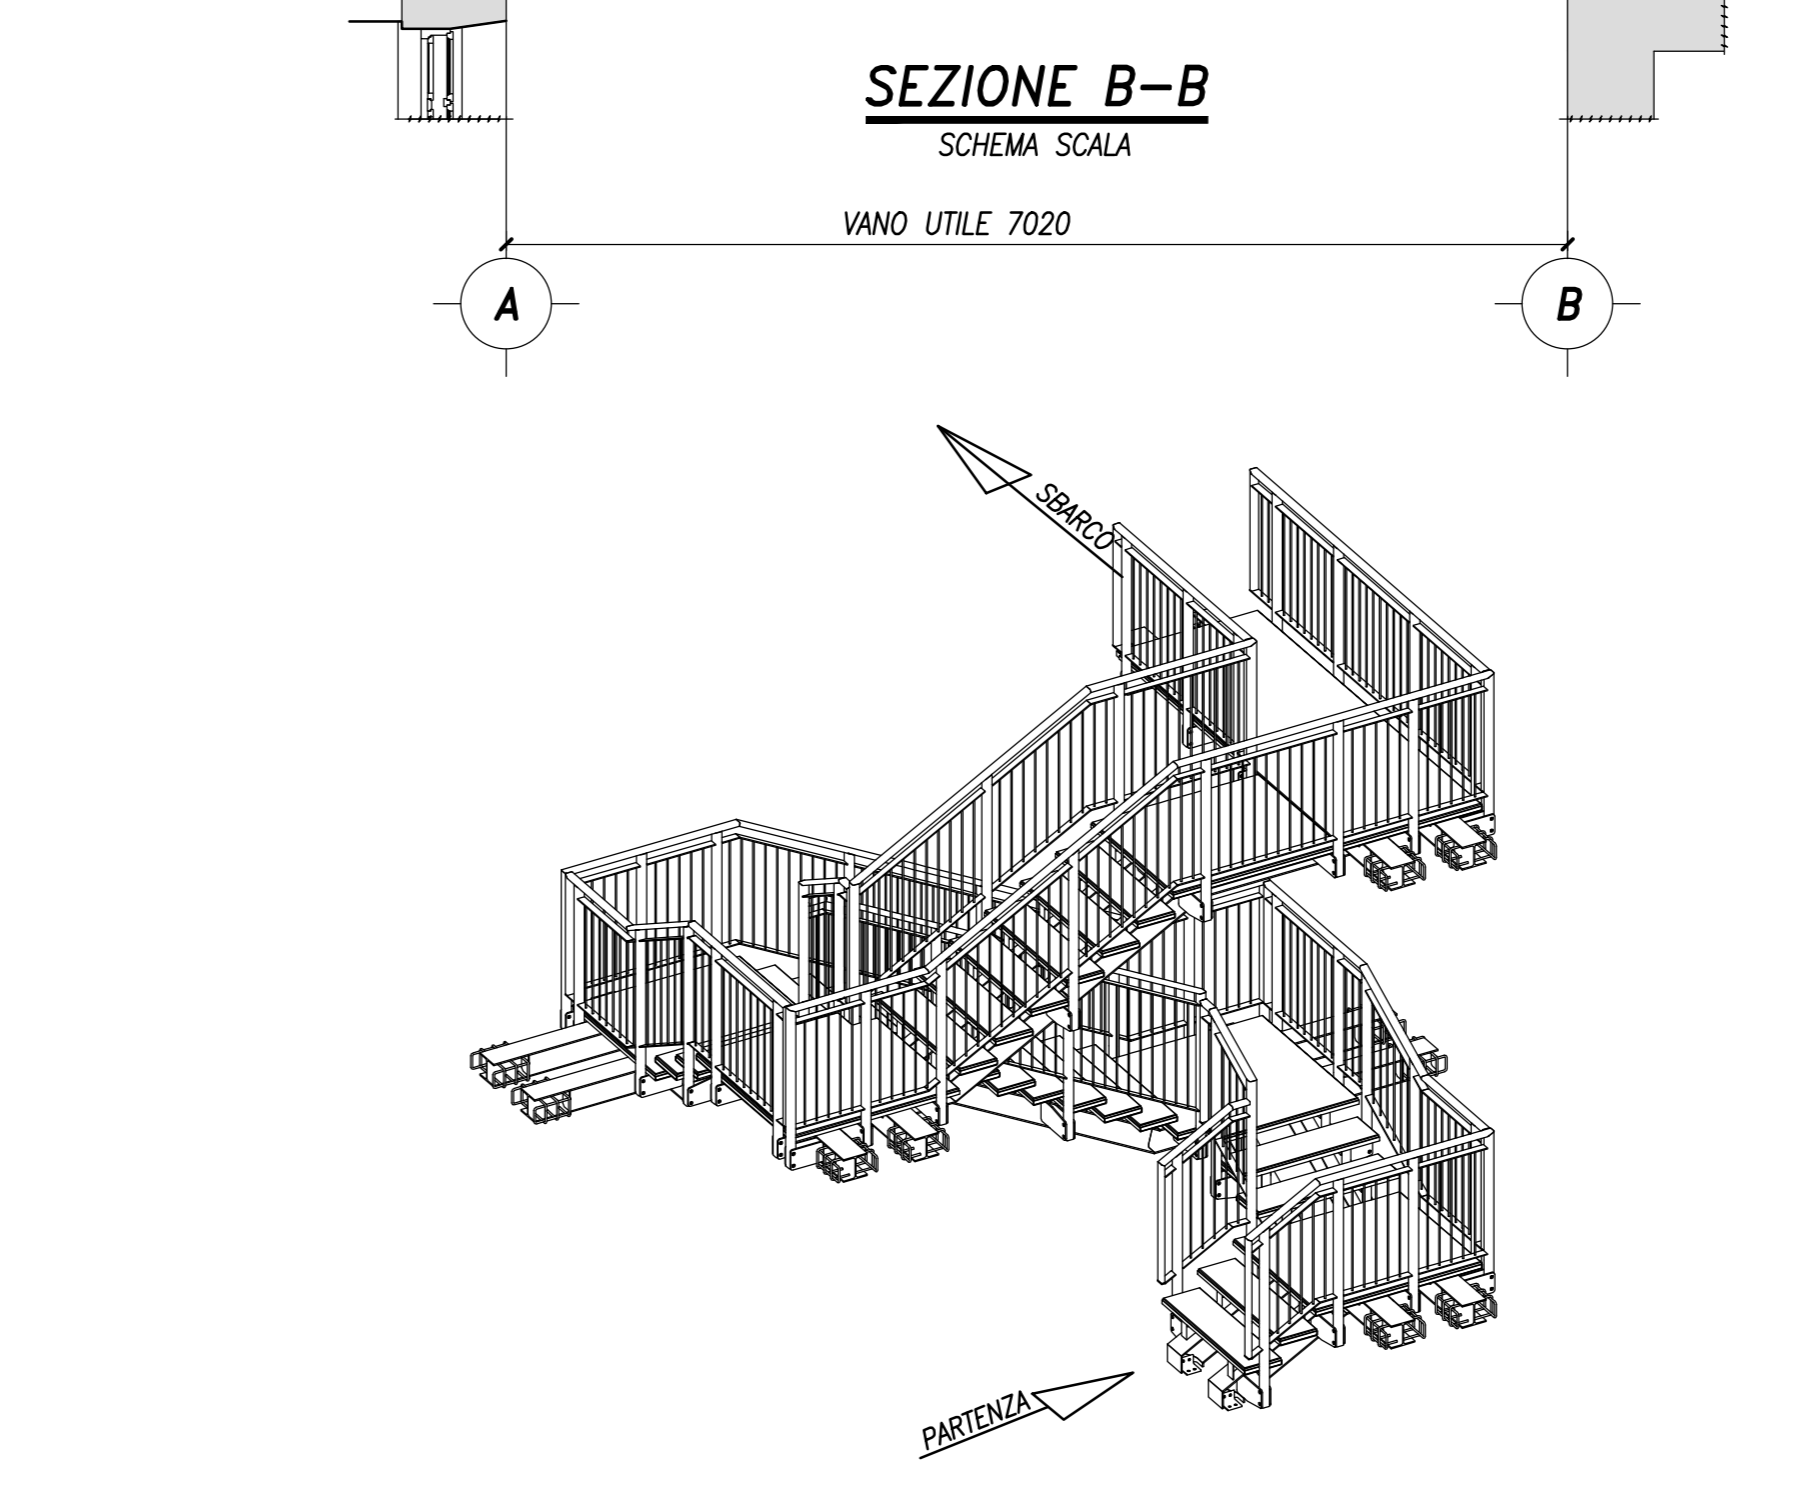 SEZIONE B-B
SCHEMA SCALA
VANO UTILE 7020
A
B
SBARCO
PARTENZA